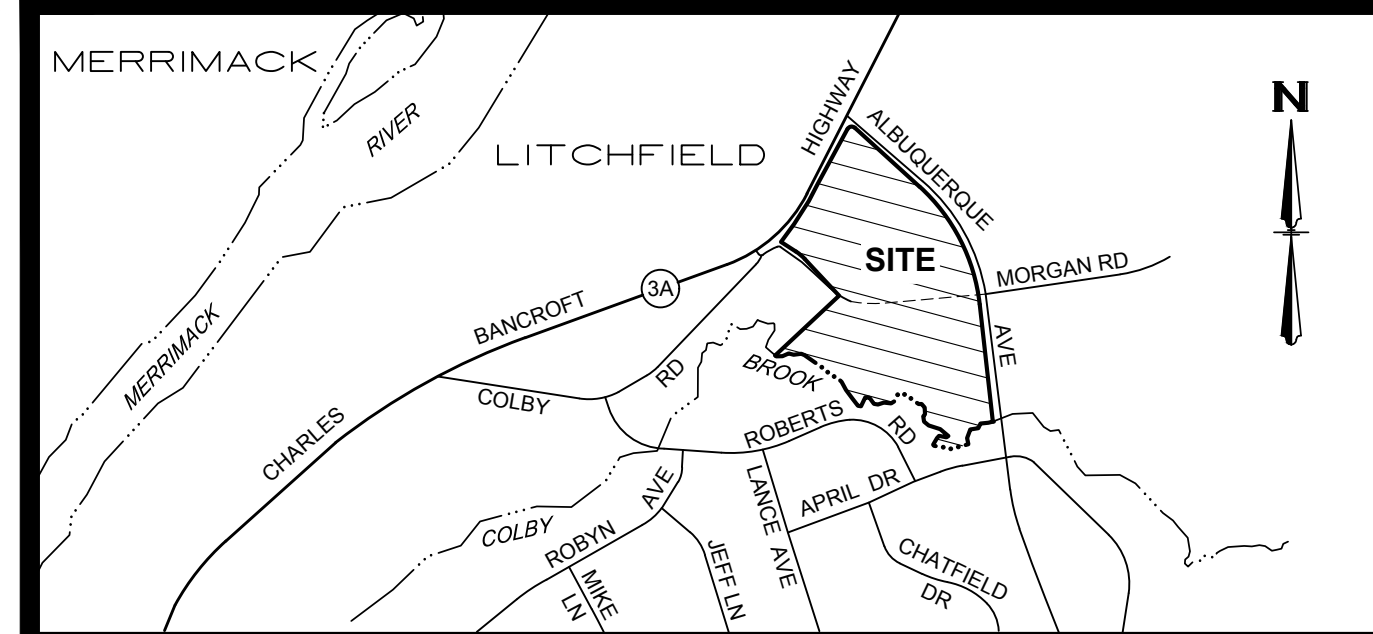 MERRIMACK
RIVER
LITCHFIELD
HIGHWAY
ALBUQUERQUE
N
SITE
MORGAN RD
3A
BANCROFT
MERRIMACK
AVE
BROOK
RD
COLBY
CHARLES
ROBERTS
RD
LANCE AVE
APRIL DR
AVE
COLBY
ROBYN
JEFF LN
CHATFIELD
DR
MIKE
LN